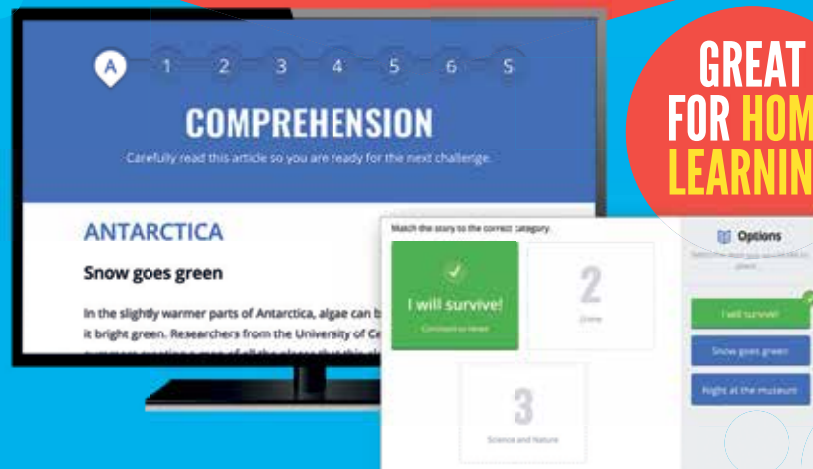 A 1 2 3 4 5 6 S
COMPREHENSION
Carefully read this article so you are ready for the next challenge.
ANTARCTICA
Snow goes green
In the slightly warmer parts of Antarctica, algae can
it bright green. Researchers from the University of
GREAT
FOR HOM
LEARNIN
Match the story to the correct category.
I will survive!
2
Crime
3
Science and Nature
Options
I will survive!
Snow goes green
Night at the museum